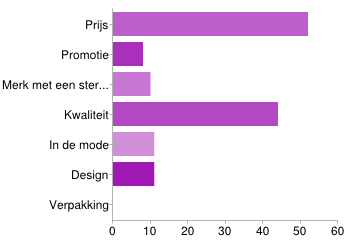 Prijs
Promotie
Merk met een ster...
Kwaliteit
In de mode
Design
Verpakking
0 10 20 30 40 50 60